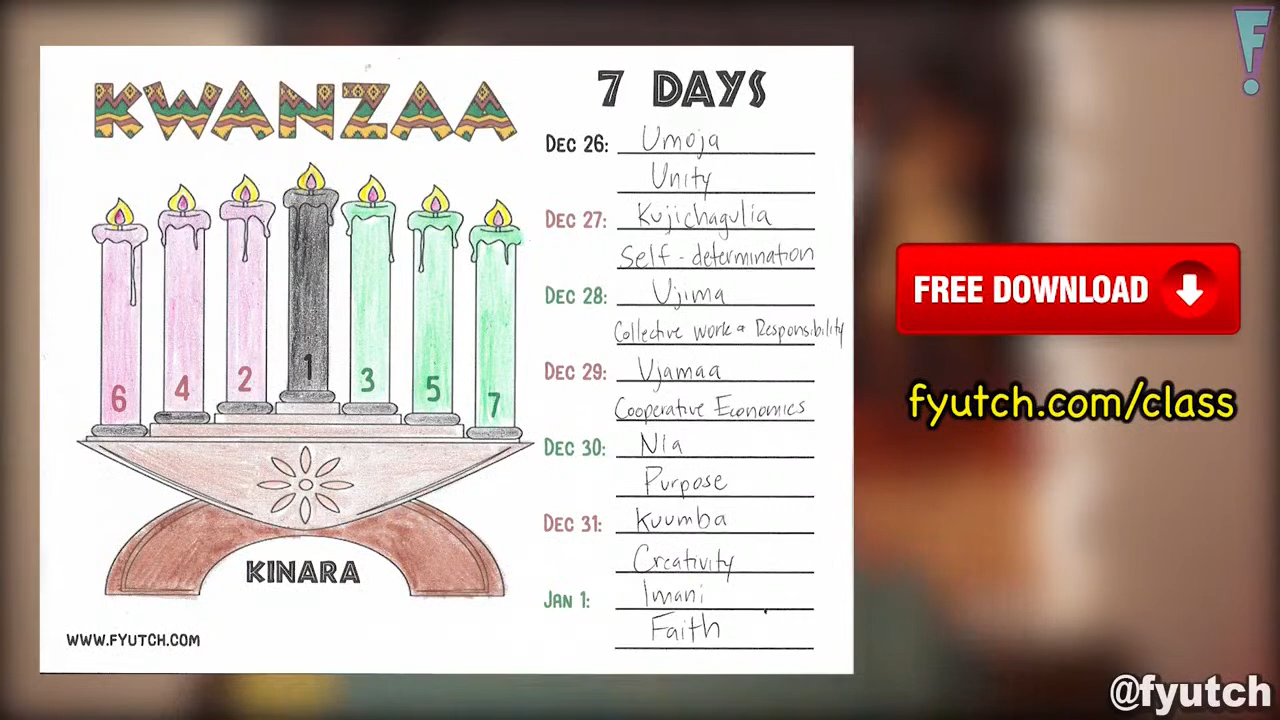 KWANZAA
7 DAYS
DEC 26: Umoja
Unity
DEC 27: Kujichagulia
Self - determination
DEC 28: Ujima
Collective work & Responsibility
DEC 29: Ujamaa
Cooperative Economics
DEC 30: Nia
Purpose
DEC 31: Kuumba
Creativity
JAN 1: Imani
Faith
6 4 2 1 3 5 7
KINARA
WWW.FYUTCH.COM
FREE DOWNLOAD
fyutch.com/class
@fyutch
F!